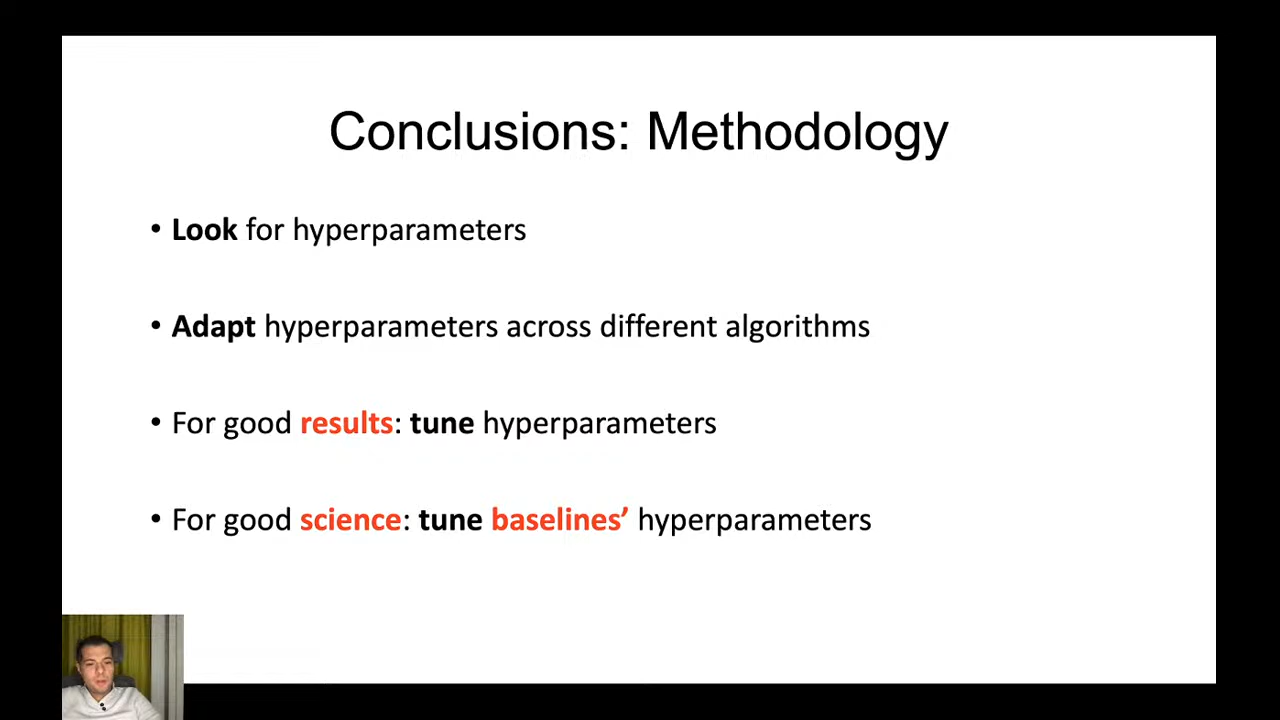 Conclusions: Methodology
• Look for hyperparameters
• Adapt hyperparameters across different algorithms
• For good results: tune hyperparameters
• For good science: tune baselines’ hyperparameters